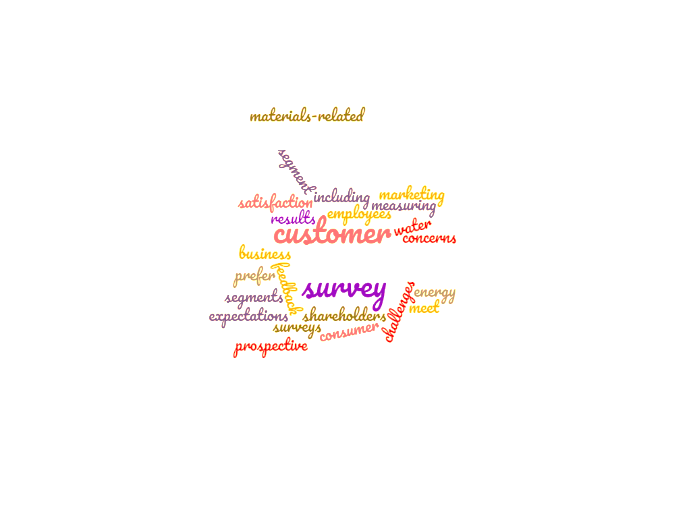 materials-related
segment
including
marketing
satisfaction
measuring
results
employees
customer
water
concerns
business
prefer
feedback
survey
segments
energy
challenges
meet
expectations
shareholders
surveys
consumer
prospective